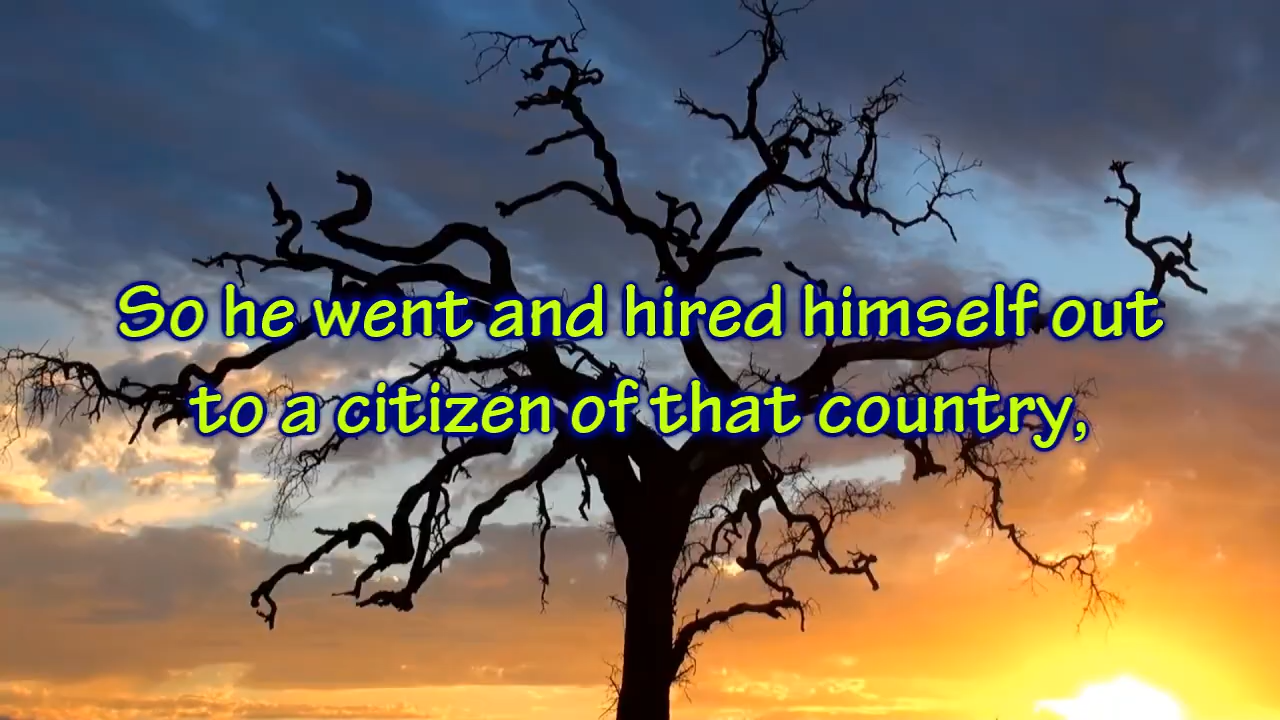 So he went and hired himself out
to a citizen of that country,